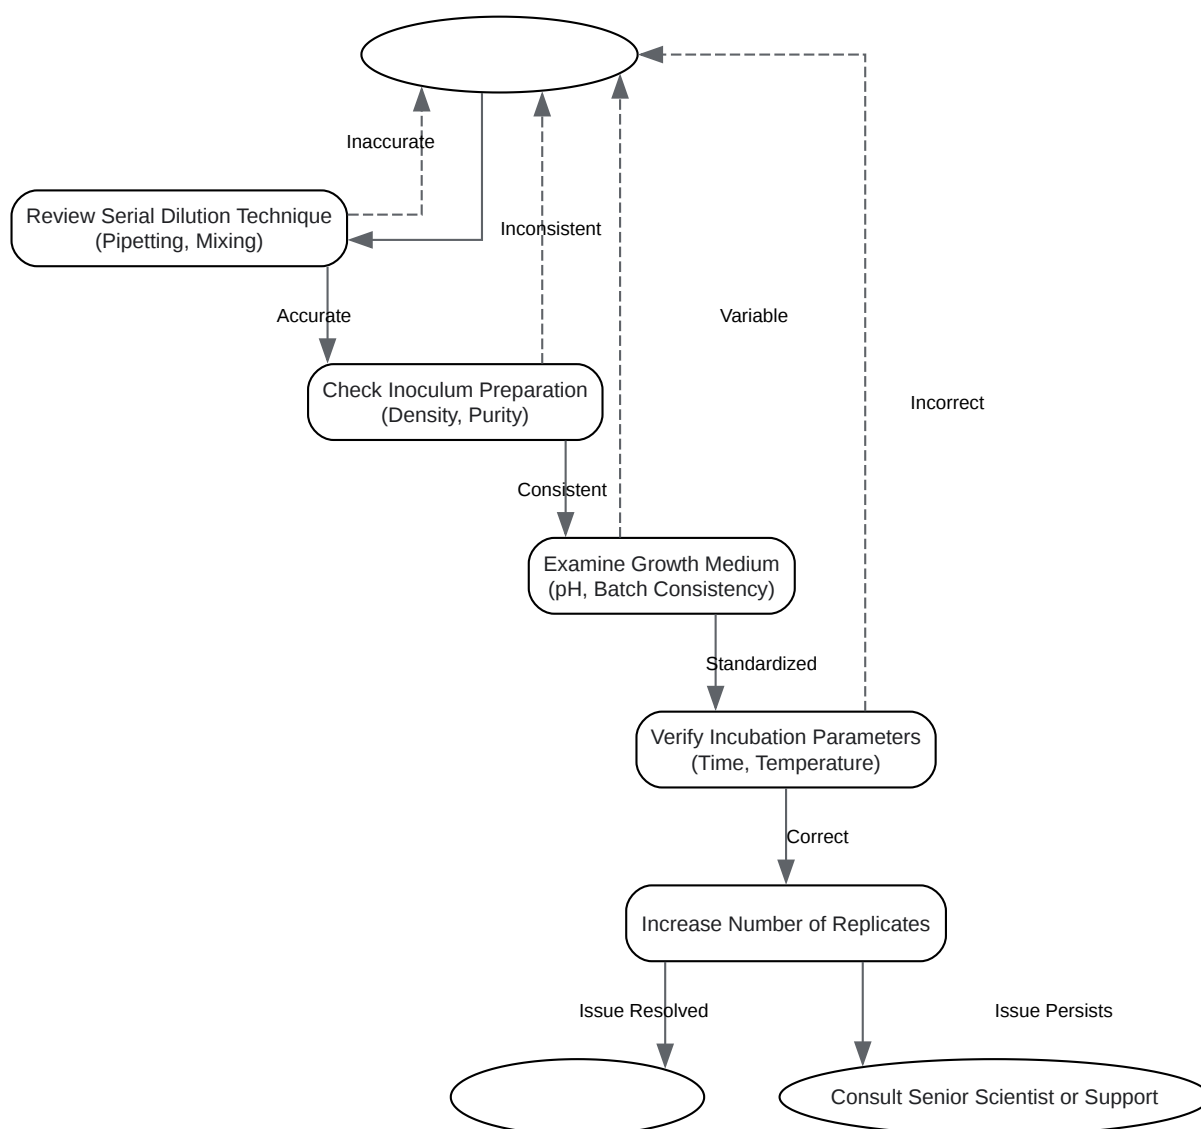 Inaccurate
Review Serial Dilution Technique
(Pipetting, Mixing)
Inconsistent
Accurate
Variable
Check Inoculum Preparation
(Density, Purity)
Incorrect
Consistent
Examine Growth Medium
(pH, Batch Consistency)
Standardized
Verify Incubation Parameters
(Time, Temperature)
Correct
Increase Number of Replicates
Issue Resolved
Issue Persists
Consult Senior Scientist or Support